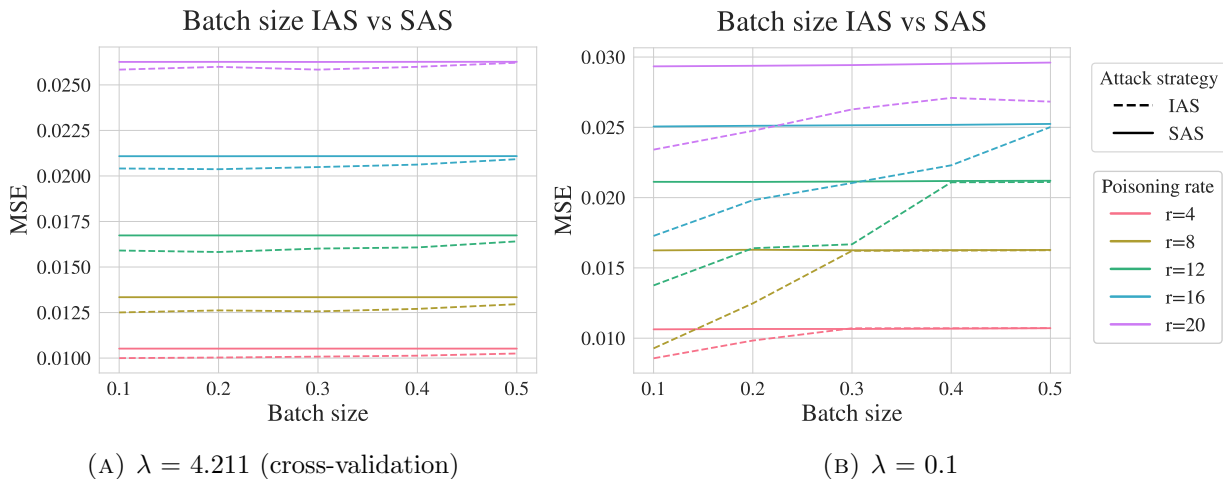 Batch size IAS vs SAS
MSE
0.0250
0.0225
0.0200
0.0175
0.0150
0.0125
0.0100
0.1 0.2 0.3 0.4 0.5
Batch size
(A) λ = 4.211 (cross-validation)
Batch size IAS vs SAS
MSE
0.030
0.025
0.020
0.015
0.010
0.1 0.2 0.3 0.4 0.5
Batch size
(B) λ = 0.1
Attack strategy
IAS
SAS
Poisoning rate
r=4
r=8
r=12
r=16
r=20